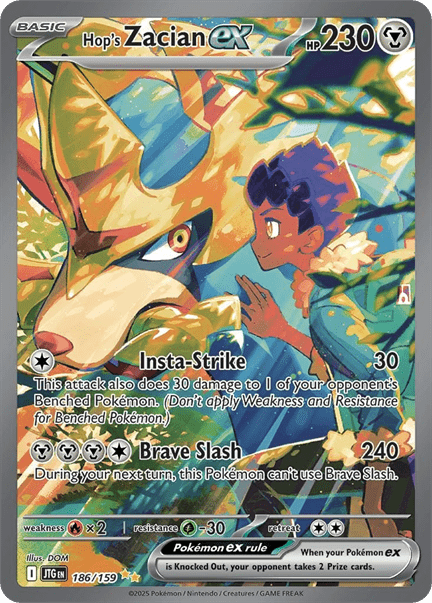 BASIC
Hop's Zacian ex HP 230
Insta-Strike 30
This attack also does 30 damage to 1 of your opponent's
Benched Pokémon. (Don't apply Weakness and Resistance
for Benched Pokémon.)
Brave Slash 240
During your next turn, this Pokémon can't use Brave Slash.
weakness ×2 resistance -30 retreat
Pokémon ex rule When your Pokémon ex
is Knocked Out, your opponent takes 2 Prize cards.
Illus. DOM
I JTG EN 186/159
©2025 Pokémon / Nintendo / Creatures / GAME FREAK